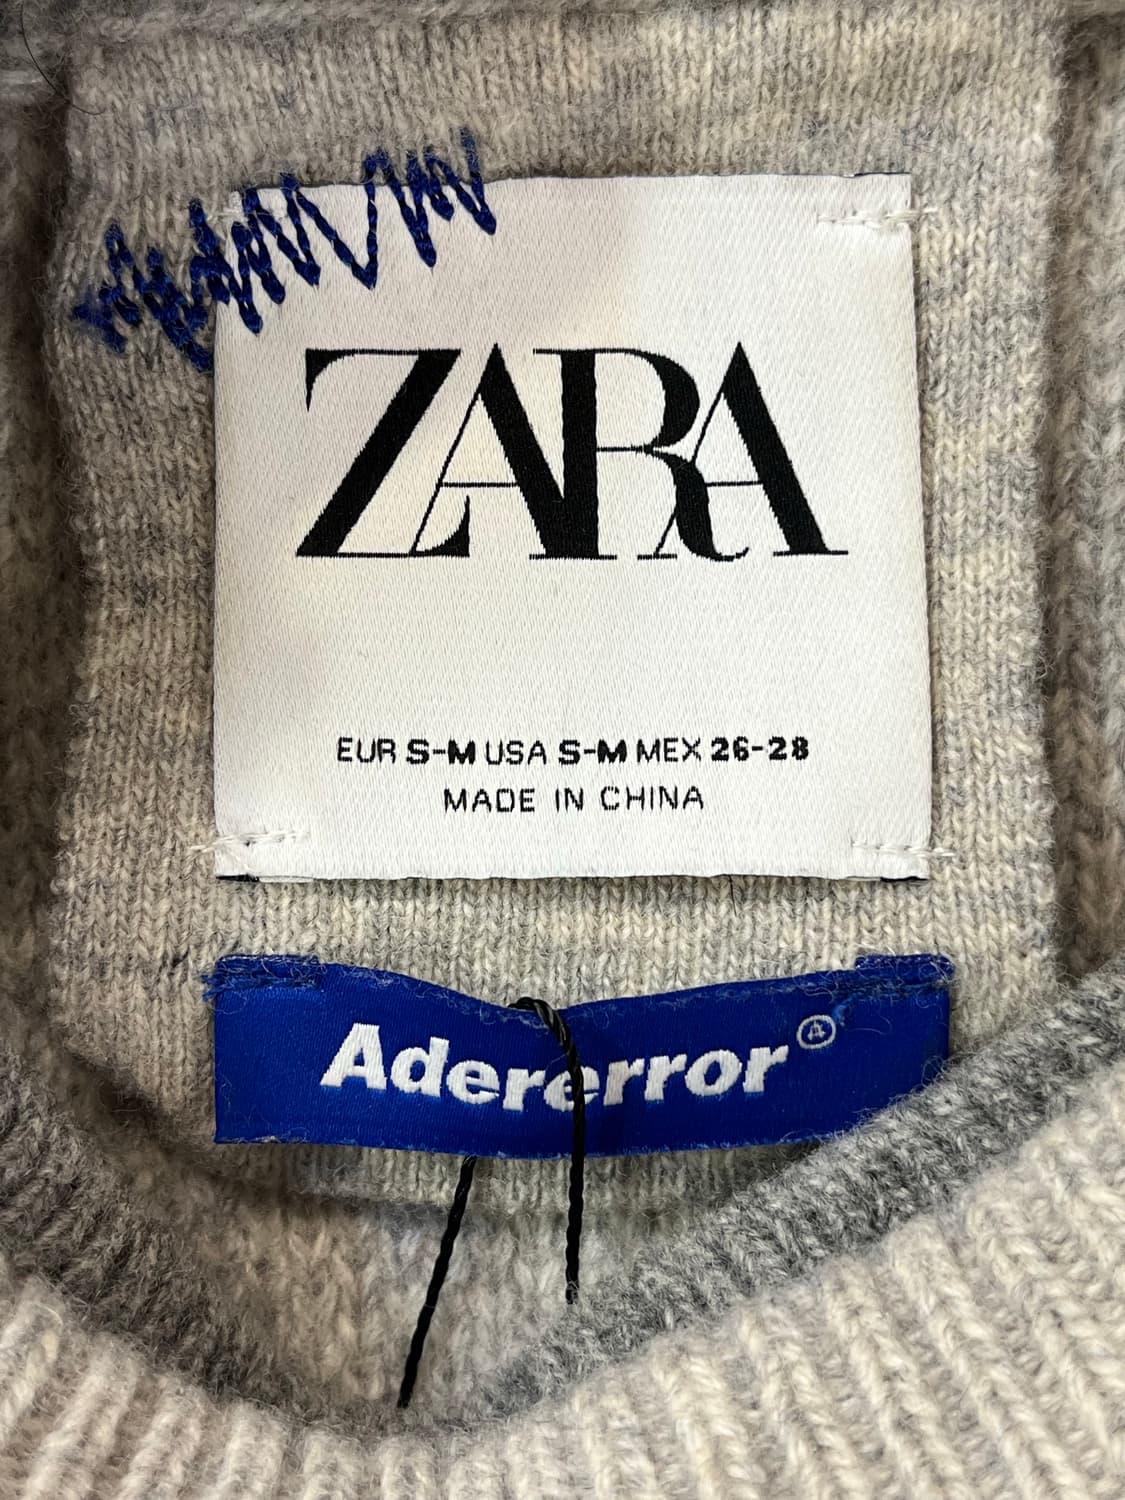 ZARA
EUR S-M USA S-M MEX 26-28
MADE IN CHINA
Adererror